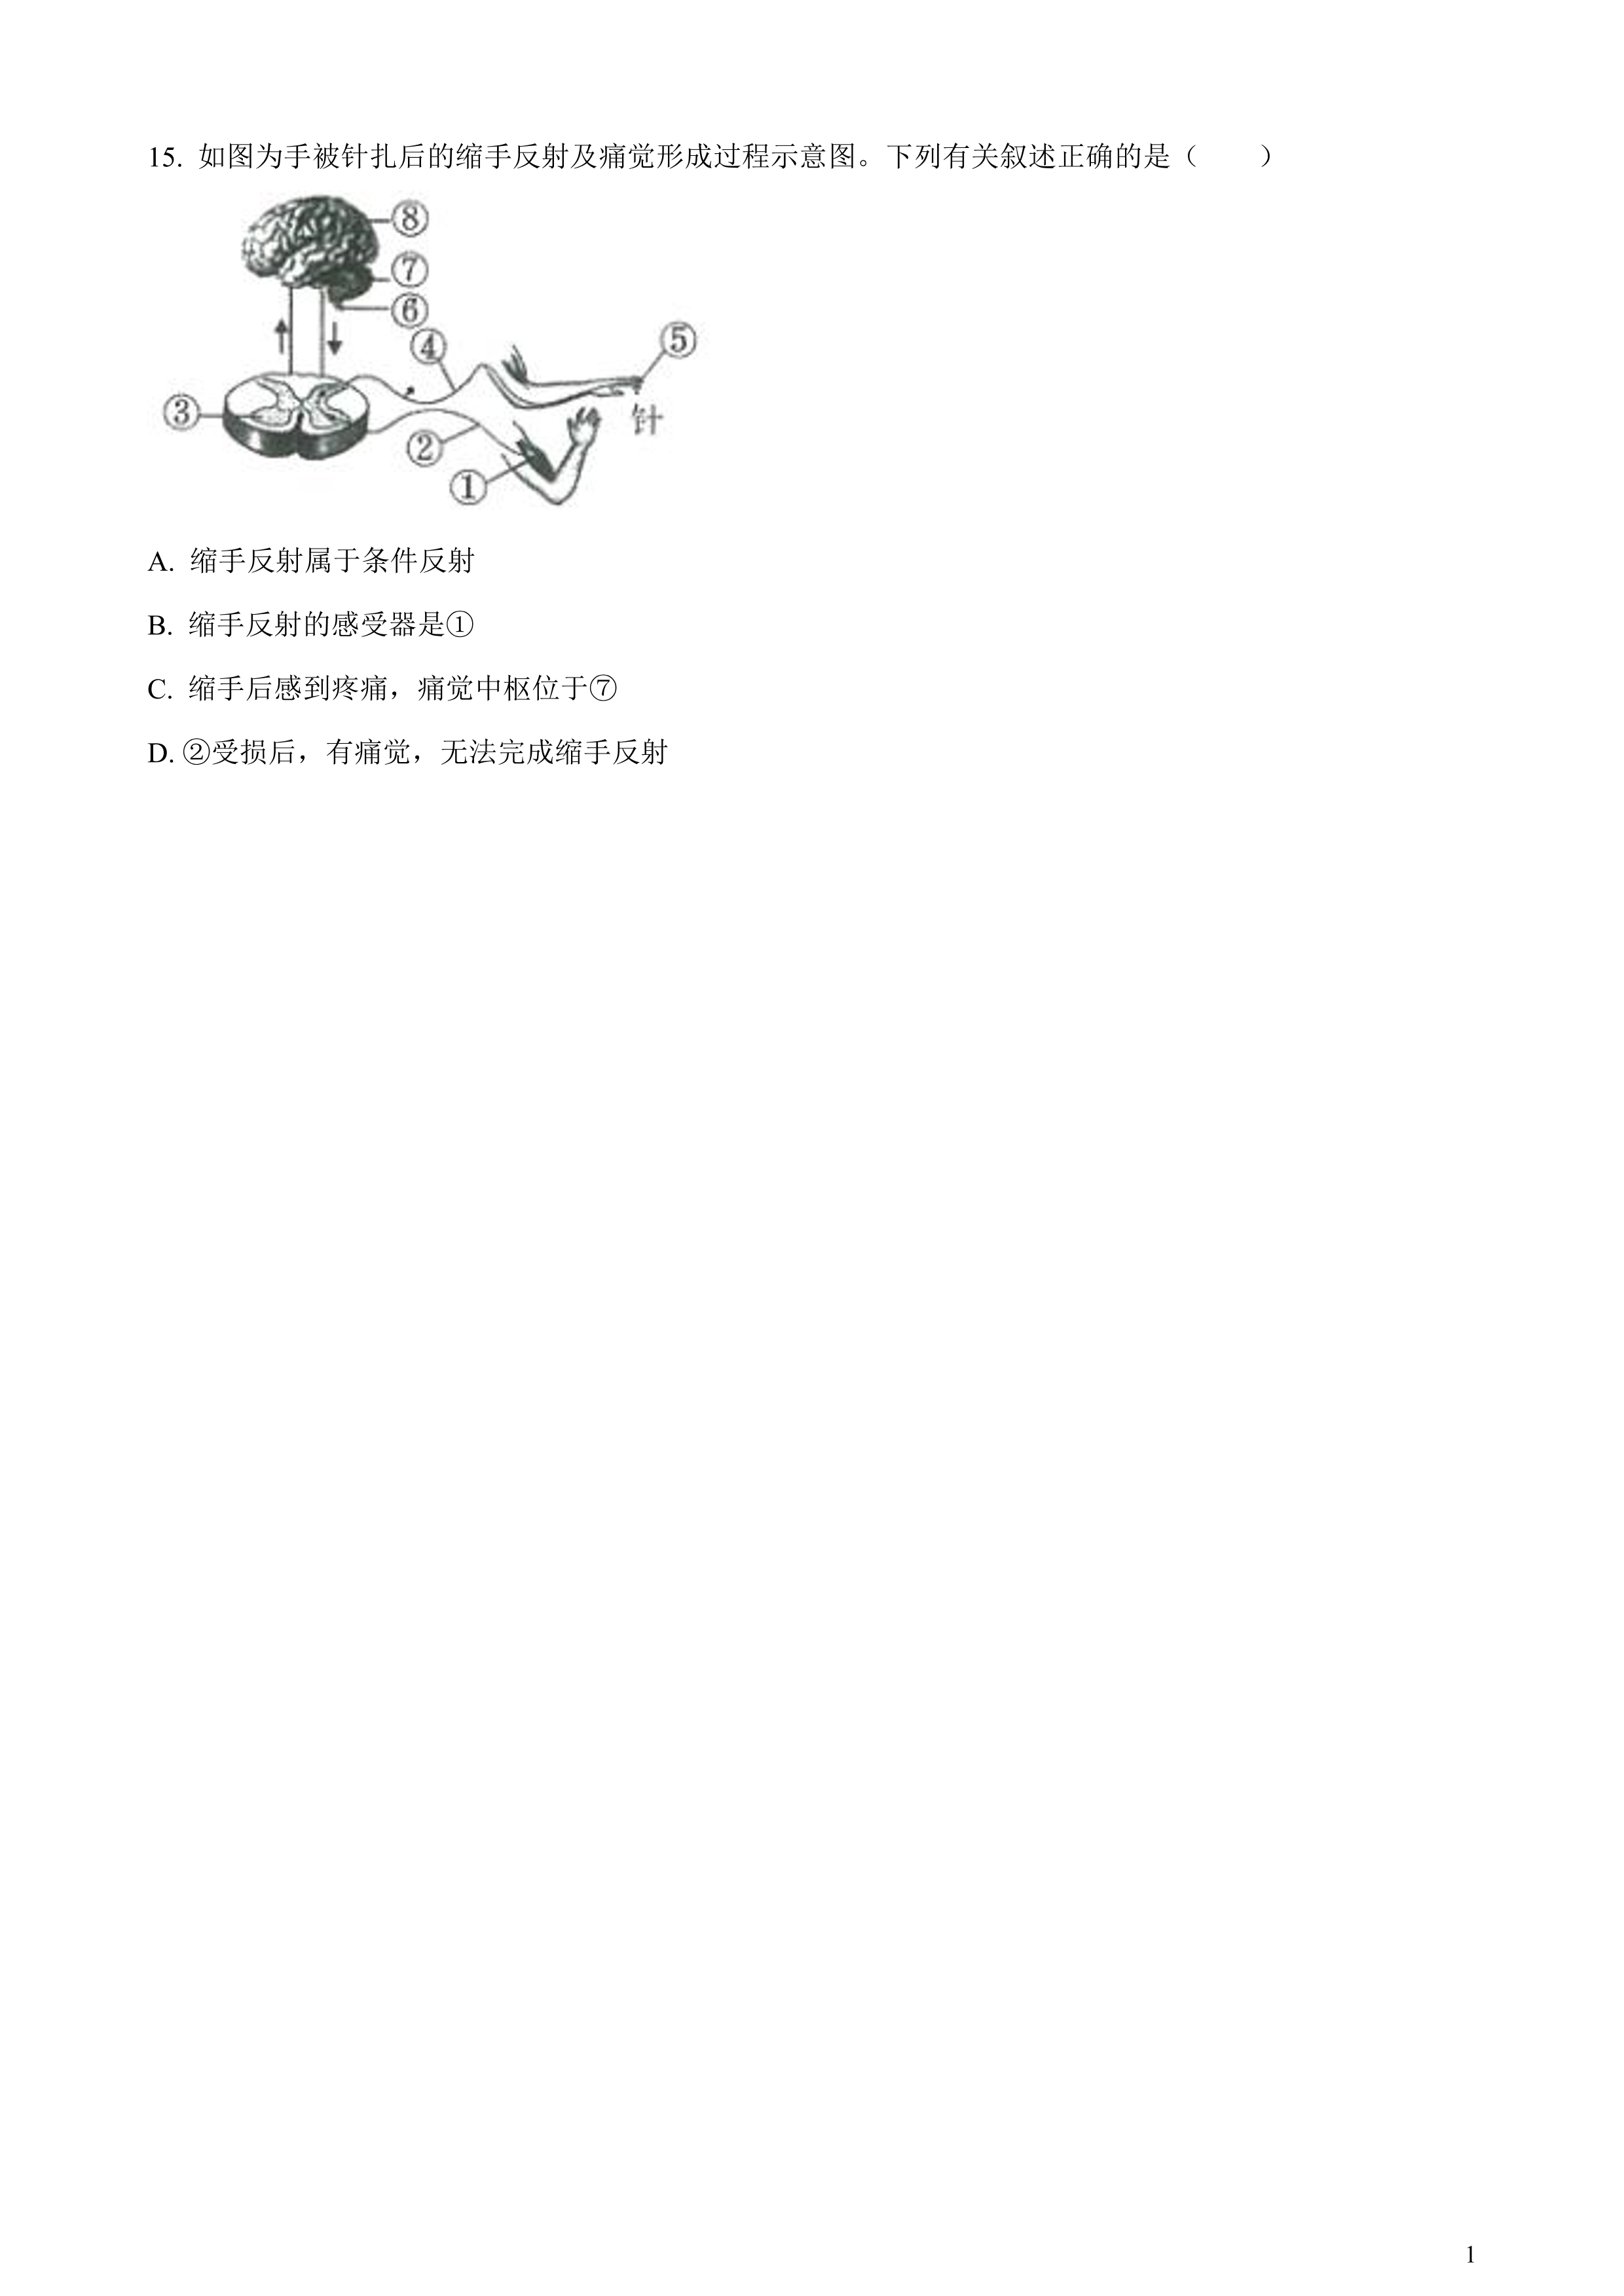 15. 如图为手被针扎后的缩手反射及痛觉形成过程示意图。下列有关叙述正确的是（　　）
⑧
⑦
⑥
④
⑤
③
针
②
①
A. 缩手反射属于条件反射
B. 缩手反射的感受器是①
C. 缩手后感到疼痛，痛觉中枢位于⑦
D. ②受损后，有痛觉，无法完成缩手反射
1